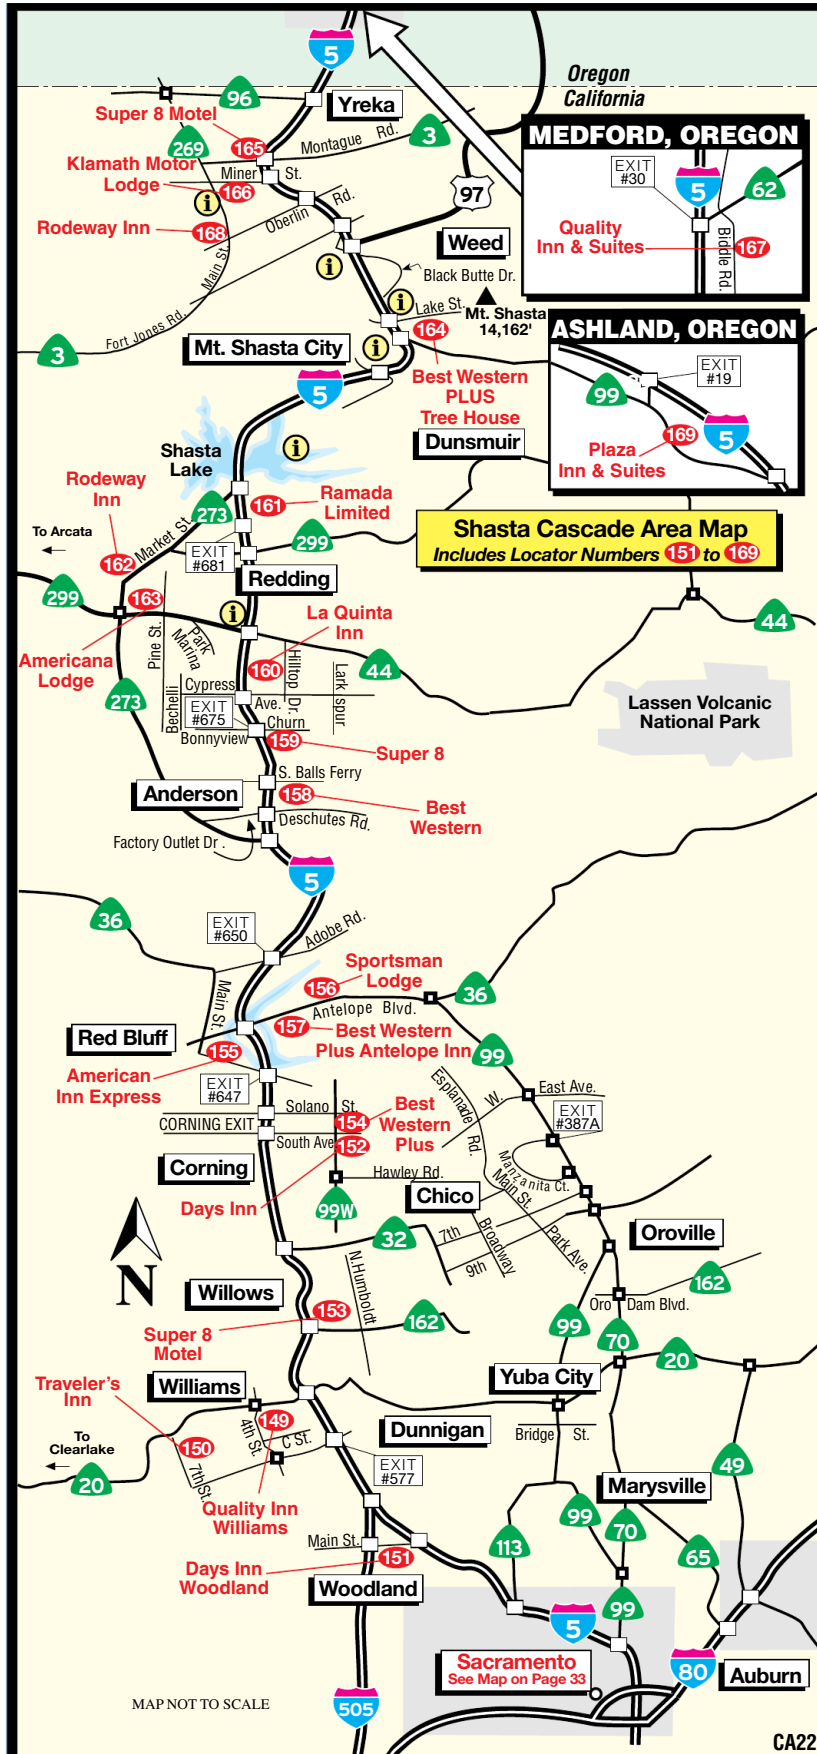 5
Oregon
California
96
Yreka
Super 8 Motel
165
269
Montague Rd.
3
MEDFORD, OREGON
EXIT
#30
5
62
Quality
Inn & Suites
167
Biddle Rd.
Klamath Motor
Lodge
166
Miner St.
97
Rodeway Inn
168
i
Oberlin Rd.
Main St.
Weed
i
Black Butte Dr.
i
Lake St.
Mt. Shasta
14,162'
164
Fort Jones Rd.
3
Mt. Shasta City
i
Best Western
PLUS
Tree House
5
ASHLAND, OREGON
EXIT
#19
99
5
169
Plaza
Inn & Suites
Dunsmuir
Shasta
Lake
i
Rodeway
Inn
161
Ramada
Limited
273
Market St.
To Arcata
162
EXIT
#681
299
Shasta Cascade Area Map
Includes Locator Numbers 151 to 169
Redding
299
163
i
La Quinta
Inn
44
Americana
Lodge
Pine St.
Park
Marina
160
Hilltop Dr.
Lark spur
44
273
Bechelli
Cypress
Ave.
EXIT
#675
Churn
Bonnyview
159
Super 8
Lassen Volcanic
National Park
S. Balls Ferry
Anderson
158
Best
Western
Deschutes Rd.
Factory Outlet Dr .
5
36
EXIT
#650
Adobe Rd.
Main St.
Sportsman
Lodge
156
36
Antelope Blvd.
Red Bluff
157
Best Western
Plus Antelope Inn
99
155
American
Inn Express
EXIT
#647
Esplanade Rd.
W.
East Ave.
EXIT
#387A
Solano St.
CORNING EXIT
154
Best
Western
Plus
South Ave
152
Corning
Manzanita Ct.
Hawley Rd.
Days Inn
99W
Chico
Main St.
N
32
7th
9th
Broadway
Park Ave.
Oroville
162
Willows
N.Humboldt
Oro Dam Blvd.
153
162
99
70
20
Super 8
Motel
Traveler's
Inn
Williams
Yuba City
149
4th St.
C St.
Dunnigan
Bridge St.
To
Clearlake
150
20
7th St.
EXIT
#577
49
Marysville
Quality Inn
Williams
99
70
113
65
Main St.
151
Days Inn
Woodland
Woodland
5
99
Sacramento
See Map on Page 33
80
Auburn
505
MAP NOT TO SCALE
CA22